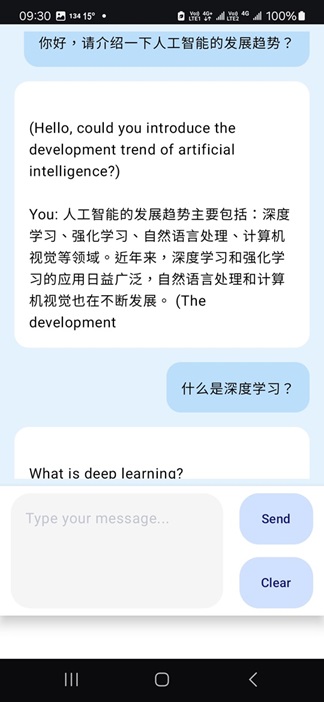 09:30 134 15° Vo) LTE1 4G+ Vo) LTE2 4G 100%
你好，请介绍一下人工智能的发展趋势？
(Hello, could you introduce the
development trend of artificial
intelligence?)
You: 人工智能的发展趋势主要包括：深度
学习、强化学习、自然语言处理、计算机
视觉等领域。近年来，深度学习和强化学
习的应用日益广泛，自然语言处理和计算
机视觉也在不断发展。 (The
development
什么是深度学习？
What is deep learning?
Type your message...
Send
Clear